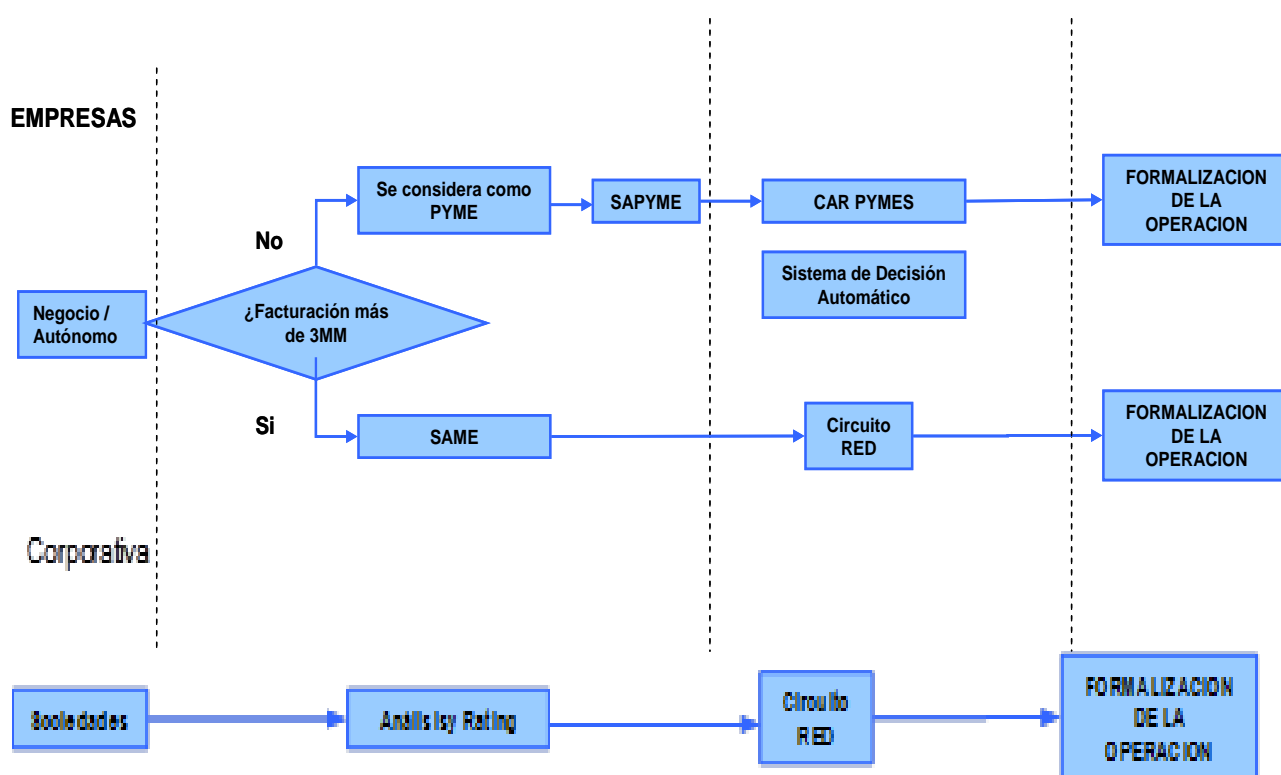 EMPRESAS
Se considera como
PYME
SAPYME
CAR PYMES
FORMALIZACION
DE LA
OPERACION
No
Sistema de Decisión
Automático
Negocio /
Autónomo
¿Facturación más
de 3MM
Si
SAME
Circuito
RED
FORMALIZACION
DE LA
OPERACION
Corporativa
Sociedades
Análisis y Rating
Circuito
RED
FORMALIZACION
DE LA
OPERACION